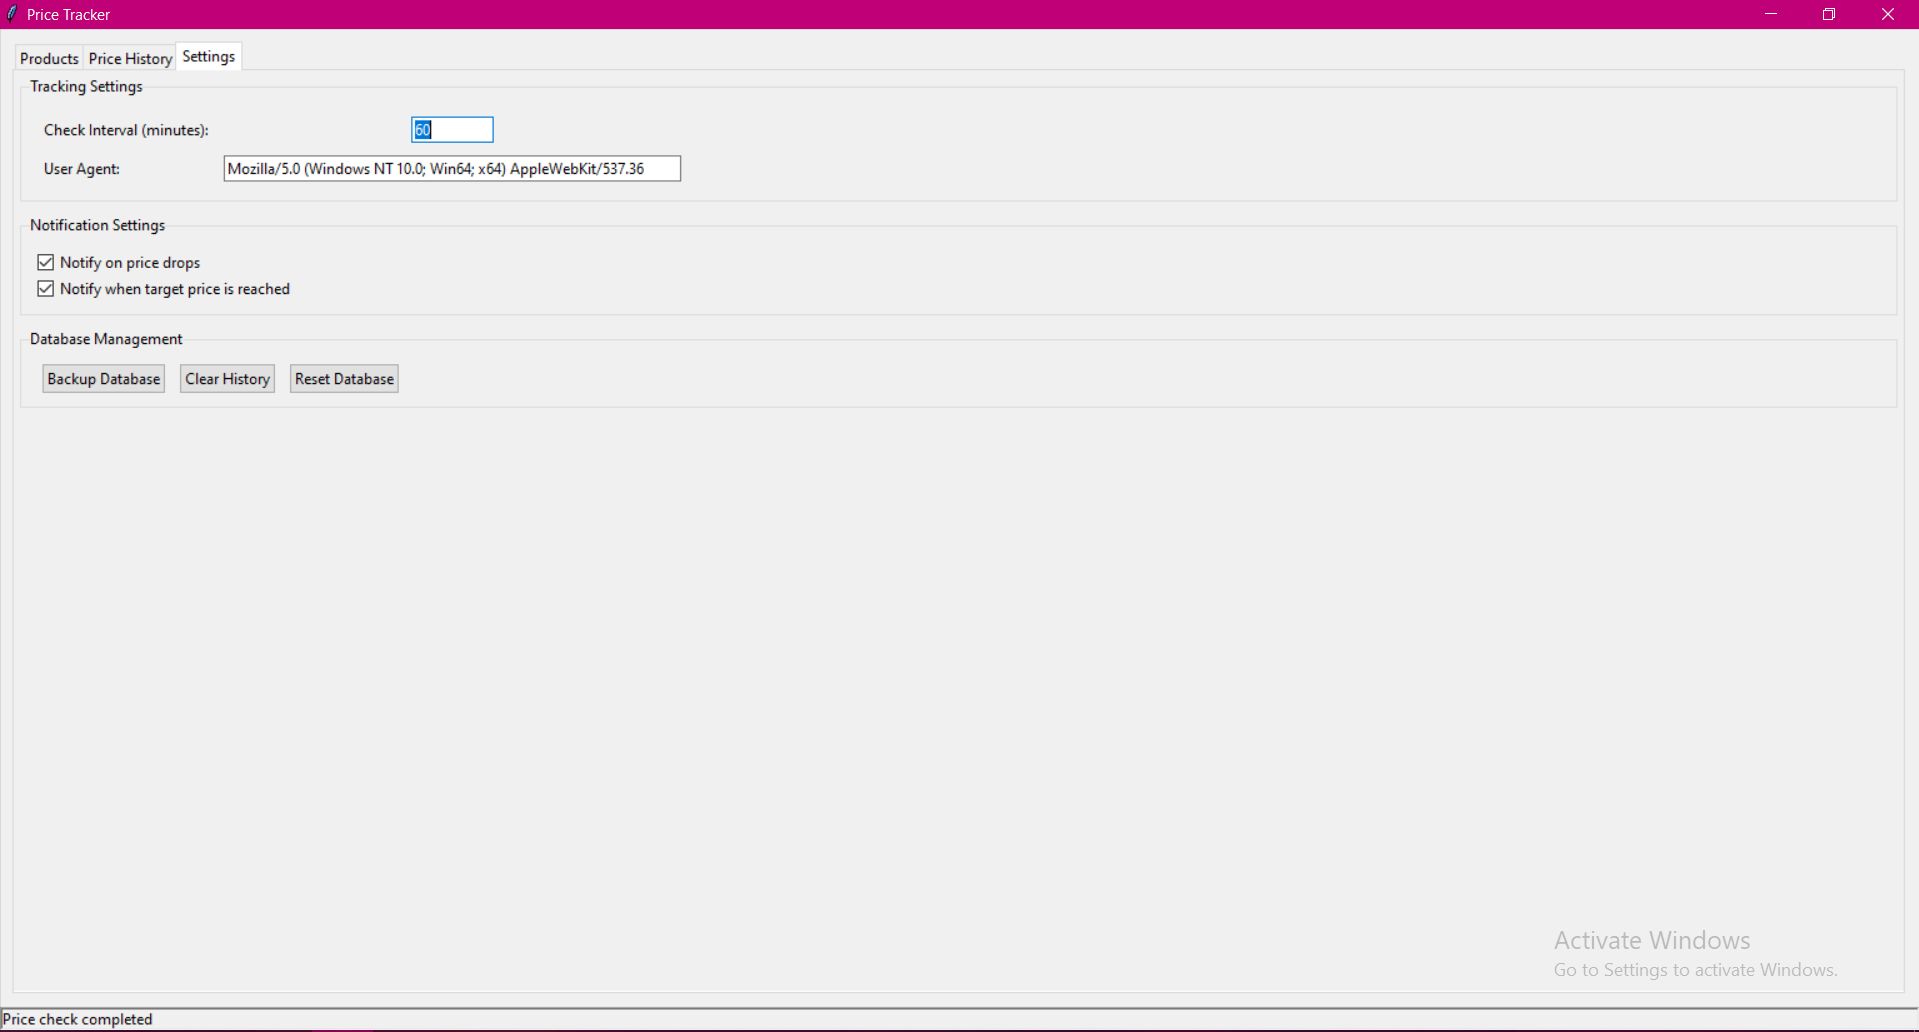 Price Tracker
Products Price History Settings
Tracking Settings
Check Interval (minutes): 60
User Agent: Mozilla/5.0 (Windows NT 10.0; Win64; x64) AppleWebKit/537.36
Notification Settings
Notify on price drops
Notify when target price is reached
Database Management
Backup Database Clear History Reset Database
Activate Windows
Go to Settings to activate Windows.
Price check completed